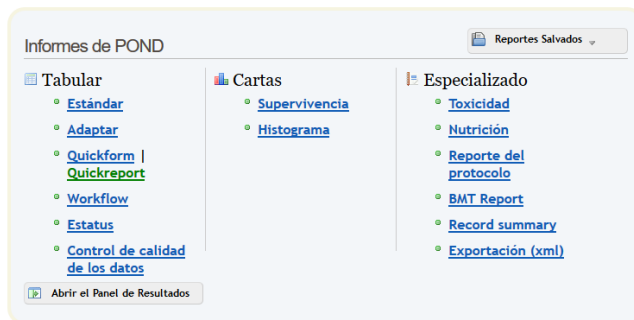 Informes de POND
Reportes Salvados
Tabular
Estándar
Adaptar
Quickform |
Quickreport
Workflow
Estatus
Control de calidad
de los datos
Cartas
Supervivencia
Histograma
Especializado
Toxicidad
Nutrición
Reporte del
protocolo
BMT Report
Record summary
Exportación (xml)
Abrir el Panel de Resultados